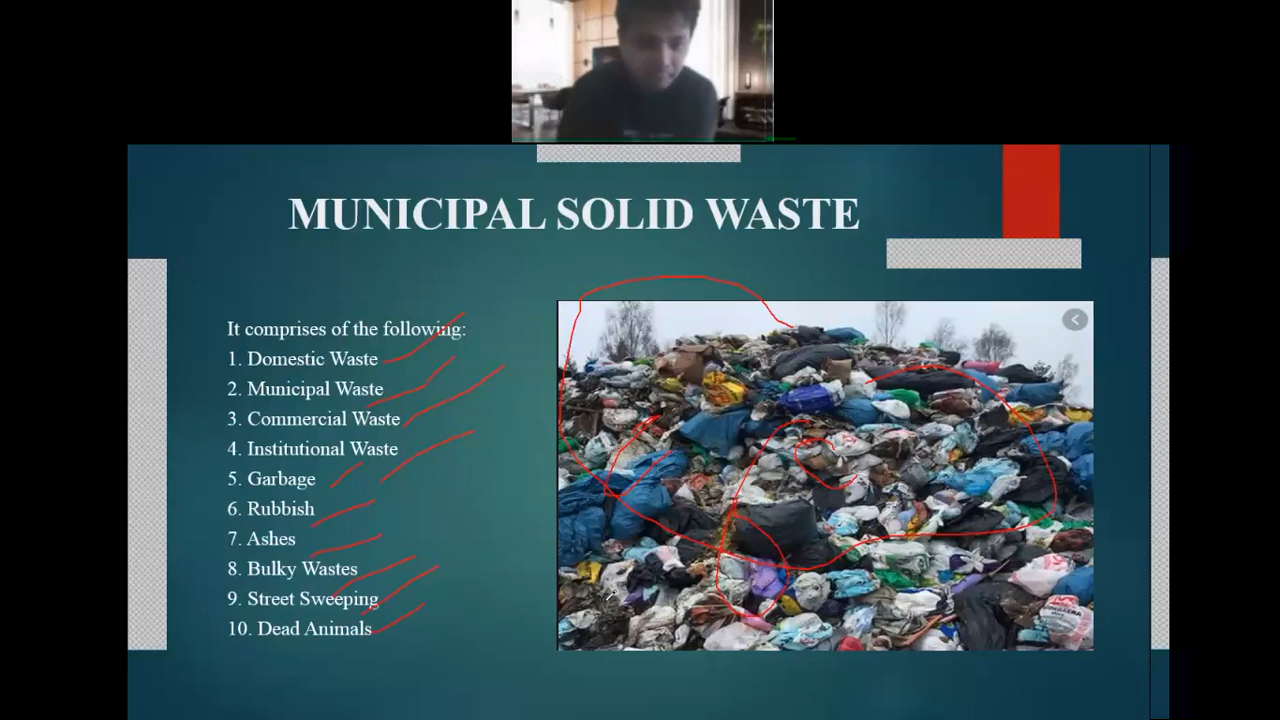 MUNICIPAL SOLID WASTE
It comprises of the following:
1. Domestic Waste
2. Municipal Waste
3. Commercial Waste
4. Institutional Waste
5. Garbage
6. Rubbish
7. Ashes
8. Bulky Wastes
9. Street Sweeping
10. Dead Animals